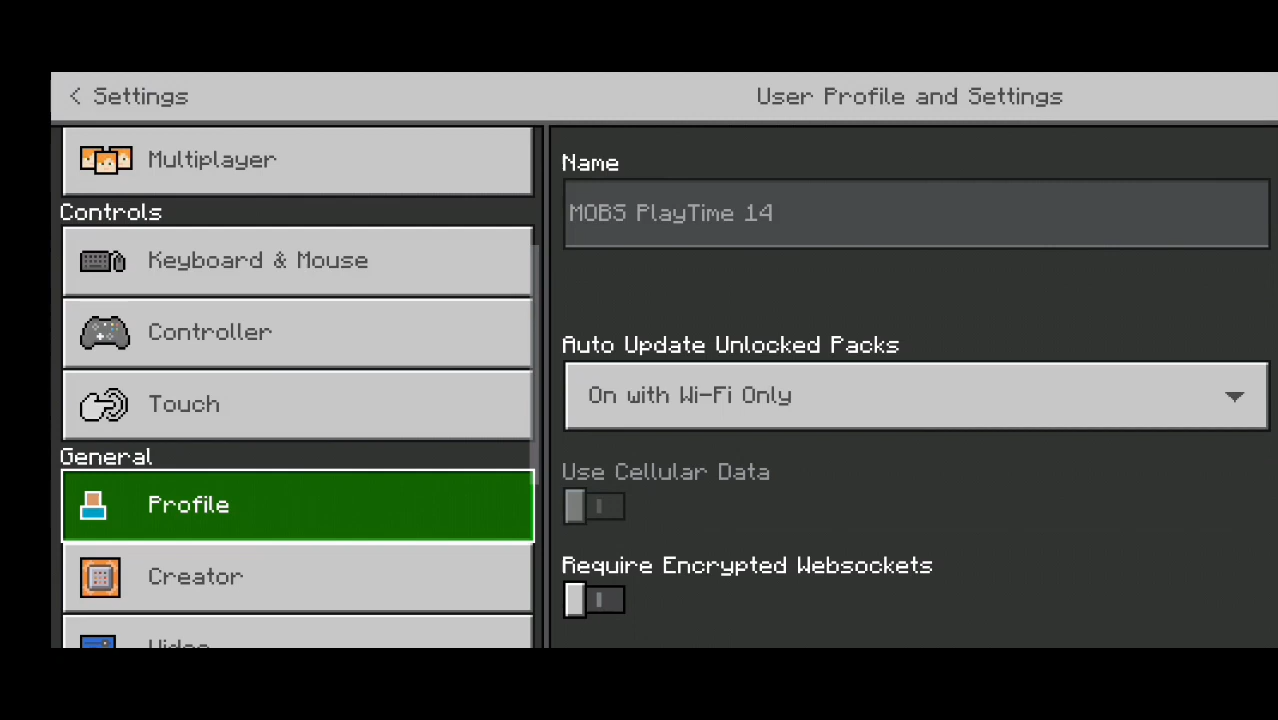 Settings
User Profile and Settings
Multiplayer
Controls
Keyboard & Mouse
Controller
Touch
General
Profile
Creator
Video
Name
MOBS PlayTime 14
Auto Update Unlocked Packs
On with Wi-Fi Only
Use Cellular Data
Require Encrypted Websockets